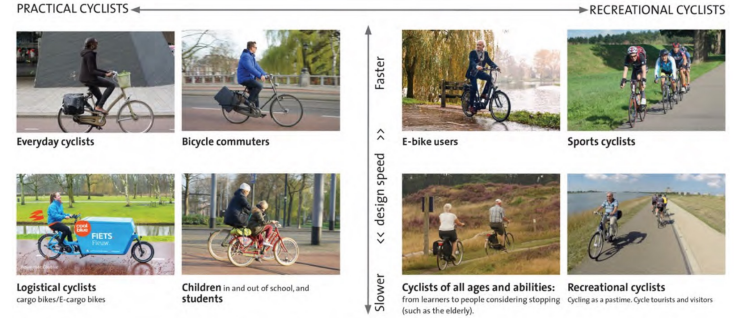 PRACTICAL CYCLISTS
RECREATIONAL CYCLISTS
Everyday cyclists
Bicycle commuters
Faster
<< design speed >>
Slower
E-bike users
Sports cyclists
FIETS
Logistical cyclists
cargo bikes/E-cargo bikes
Children in and out of school, and
students
Cyclists of all ages and abilities:
from learners to people considering stopping
(such as the elderly).
Recreational cyclists
Cycling as a pastime. Cycle tourists and visitors